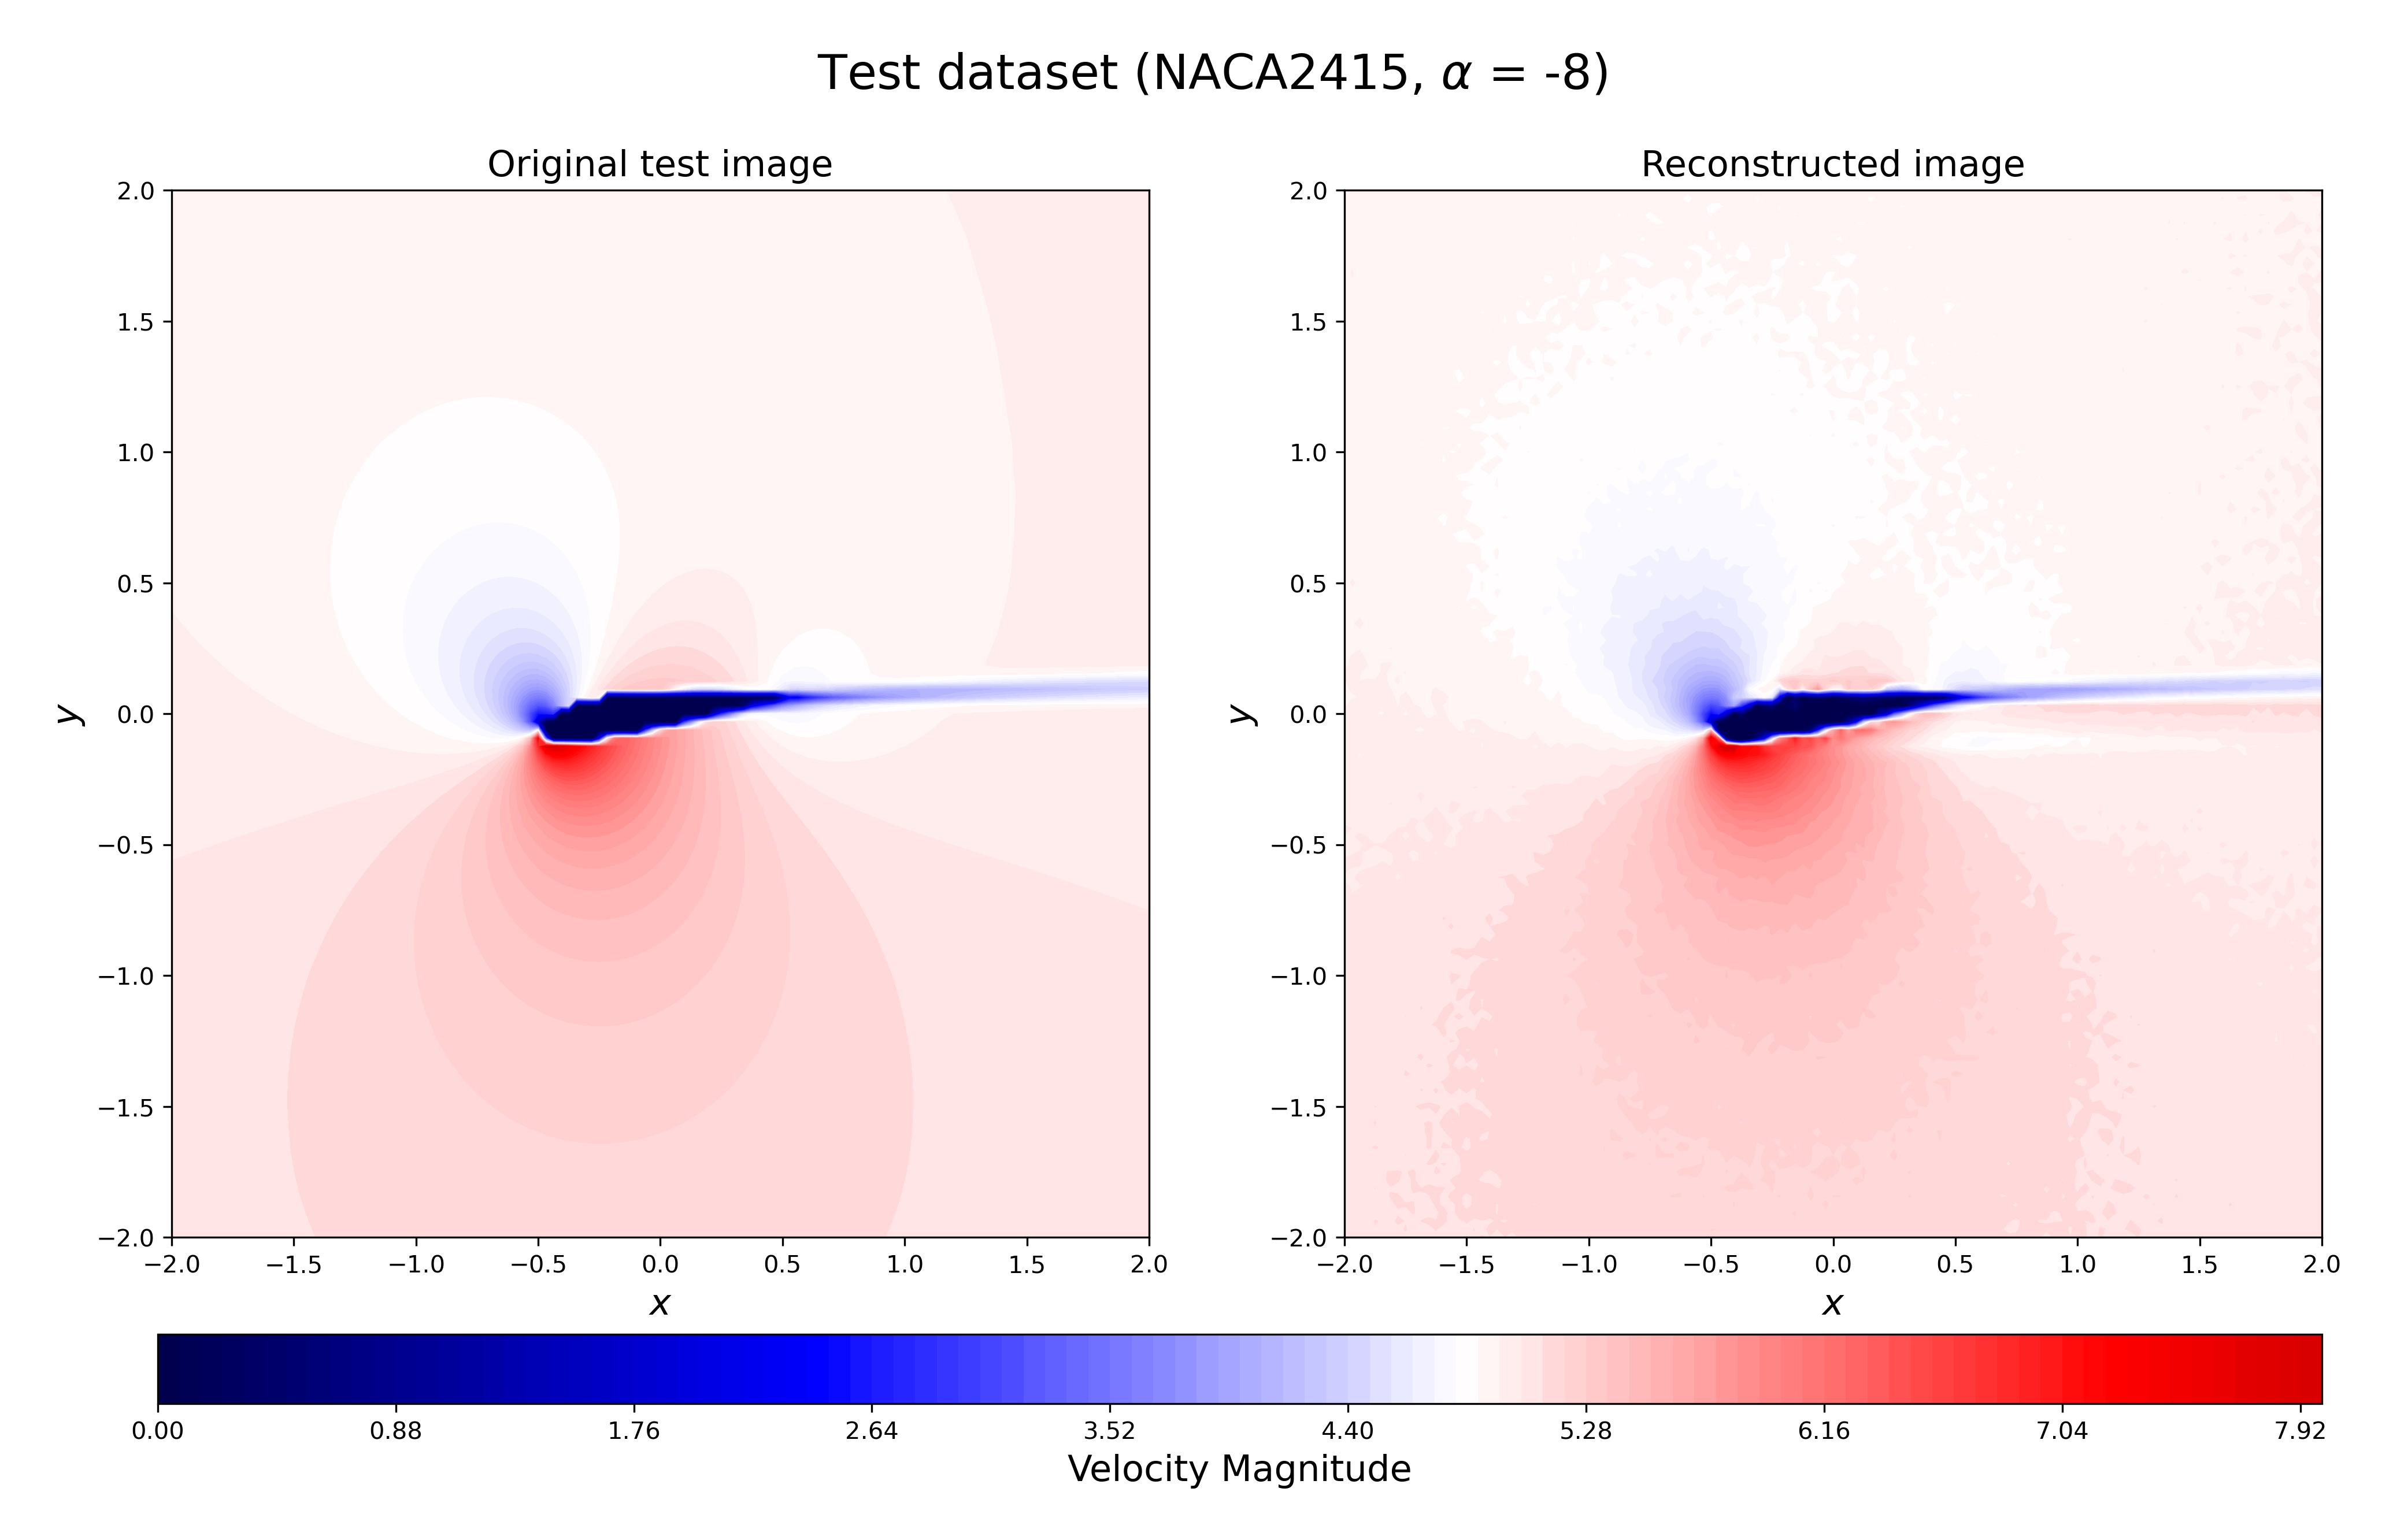 Test dataset (NACA2415, α = -8)
Original test image
Reconstructed image
2.0
1.5
1.0
0.5
0.0
−0.5
−1.0
−1.5
−2.0
y
−2.0 −1.5 −1.0 −0.5 0.0 0.5 1.0 1.5 2.0
x
2.0
1.5
1.0
0.5
0.0
−0.5
−1.0
−1.5
−2.0
y
−2.0 −1.5 −1.0 −0.5 0.0 0.5 1.0 1.5 2.0
x
0.00 0.88 1.76 2.64 3.52 4.40 5.28 6.16 7.04 7.92
Velocity Magnitude